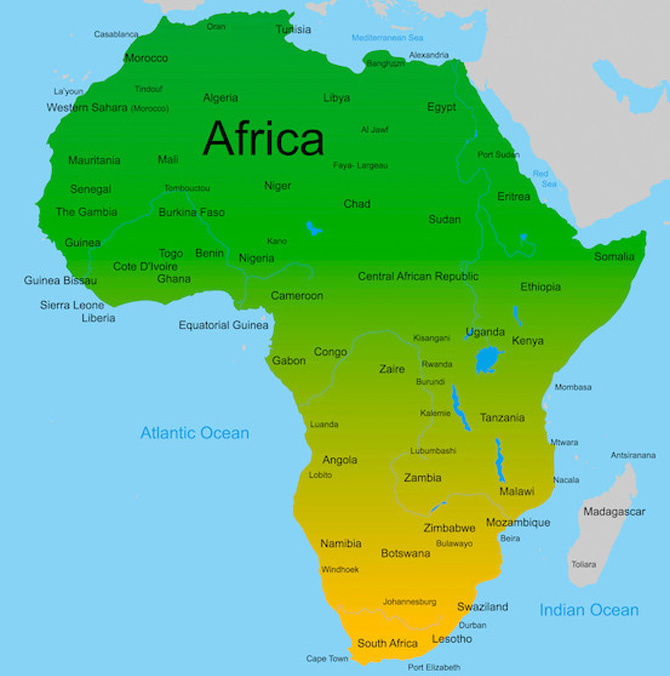 Casablanca
Oran
Tunisia
Mediterranean Sea
Alexandria
Morocco
La'youn
Tindouf
Western Sahara (Morocco)
Algeria
Libya
Egypt
Africa
Al Jawf
Port Sudan
Red
Sea
Mauritania
Mali
Faya- Largeau
Senegal
Tombouctou
Niger
Chad
Eritrea
The Gambia
Burkina Faso
Sudan
Guinea
Kano
Togo
Benin
Nigeria
Somalia
Cote D'Ivoire
Ghana
Guinea Bissau
Central African Republic
Ethiopia
Cameroon
Sierra Leone
Liberia
Equatorial Guinea
Uganda
Kenya
Kisangani
Congo
Gabon
Zaire
Rwanda
Burundi
Mombasa
Kalemie
Tanzania
Luanda
Atlantic Ocean
Mtwara
Lubumbashi
Antsiranana
Angola
Lobito
Zambia
Nacala
Malawi
Madagascar
Zimbabwe
Mozambique
Beira
Namibia
Bulawayo
Botswana
Windhoek
Toliara
Johannesburg
Swaziland
Indian Ocean
Durban
South Africa
Lesotho
Cape Town
Port Elizabeth